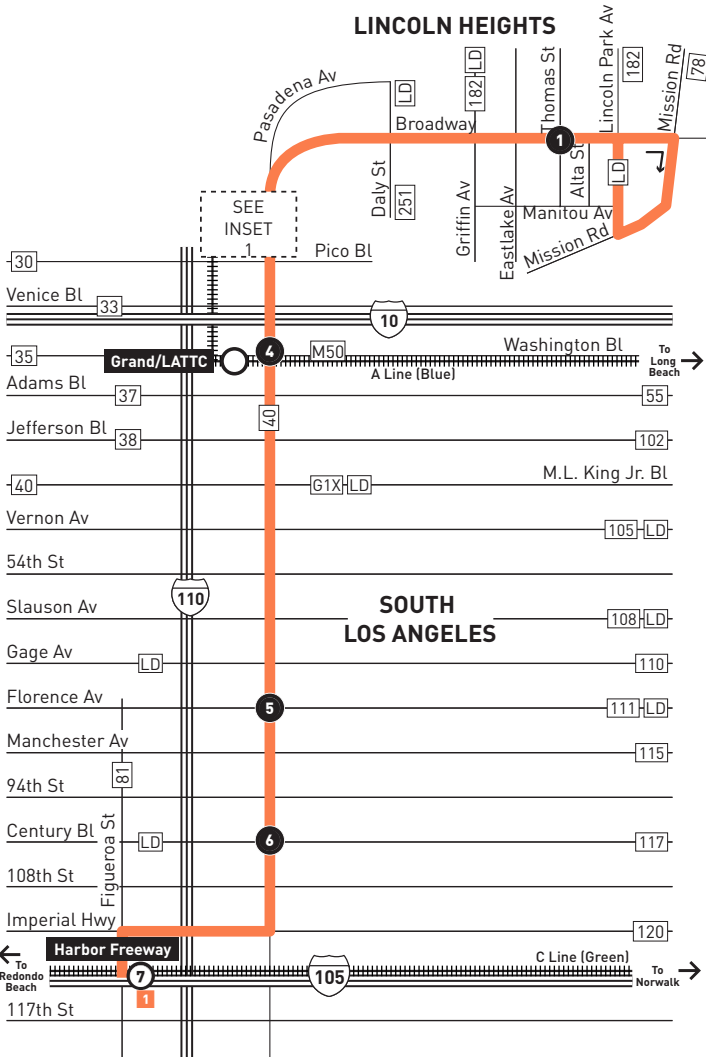 LINCOLN HEIGHTS
Pasadena Av
LD
Daly St
251
Broadway
182 LD
Griffin Av
Eastlake Av
Thomas St
1
Alta St
Lincoln Park Av
182
LD
Mission Rd
78
Manitou Av
Mission Rd
SEE
INSET
1
30
Pico Bl
Venice Bl
33
10
35
Grand/LATTC
4
M50
Washington Bl
A Line (Blue)
To
Long
Beach
Adams Bl
37
40
55
Jefferson Bl
38
102
40
G1X LD
M.L. King Jr. Bl
Vernon Av
105 LD
54th St
110
Slauson Av
SOUTH
LOS ANGELES
108 LD
Gage Av
LD
110
Florence Av
5
111 LD
Manchester Av
115
81
94th St
Figueroa St
Century Bl
LD
6
117
108th St
Imperial Hwy
120
Harbor Freeway
To
Redondo
Beach
7
1
105
C Line (Green)
To
Norwalk
117th St